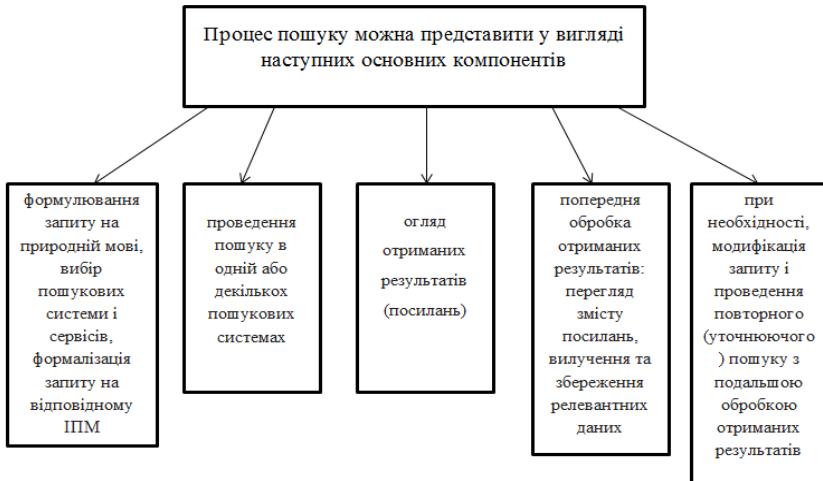 Процес пошуку можна представити у вигляді
наступних основних компонентів
формулювання
запиту на
природній мові,
вибір
пошукових
системи і
сервісів,
формалізація
запиту на
відповідному
ІПМ
проведення
пошуку в
одній або
декількох
пошукових
системах
огляд
отриманих
результатів
(посилань)
попередня
обробка
отриманих
результатів:
перегляд
змісту
посилань,
вилучення та
збереження
релевантних
даних
при
необхідності,
модифікація
запиту і
проведення
повторного
(уточнюючого
) пошуку з
подальшою
обробкою
отриманих
результатів